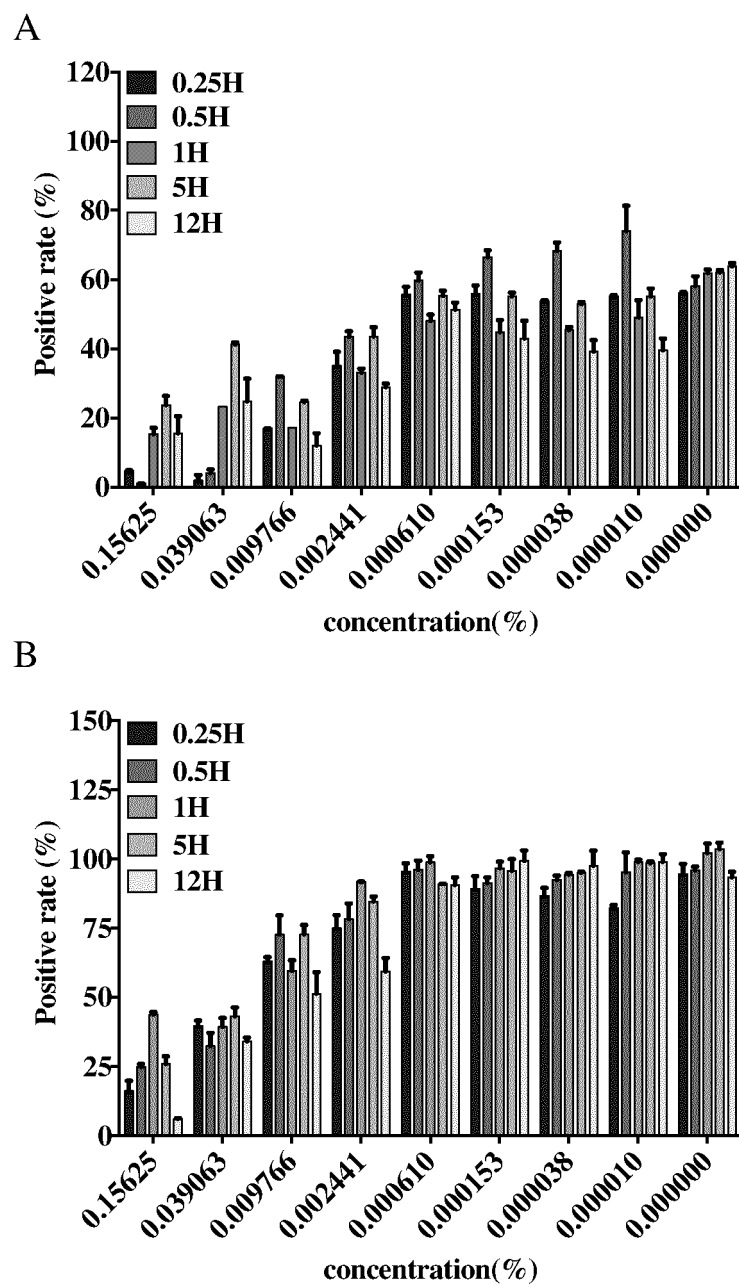 A
Positive rate (%)
120
100
80
60
40
20
0
0.25H
0.5H
1H
5H
12H
0.15625
0.039063
0.009766
0.002441
0.000610
0.000153
0.000038
0.000010
0.000000
concentration(%)
B
Positive rate (%)
150
125
100
75
50
25
0
0.25H
0.5H
1H
5H
12H
0.15625
0.039063
0.009766
0.002441
0.000610
0.000153
0.000038
0.000010
0.000000
concentration(%)